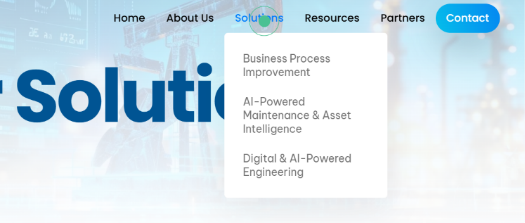 Home About Us Solutions Resources Partners Contact
Business Process
Improvement
AI-Powered
Maintenance & Asset
Intelligence
Digital & AI-Powered
Engineering